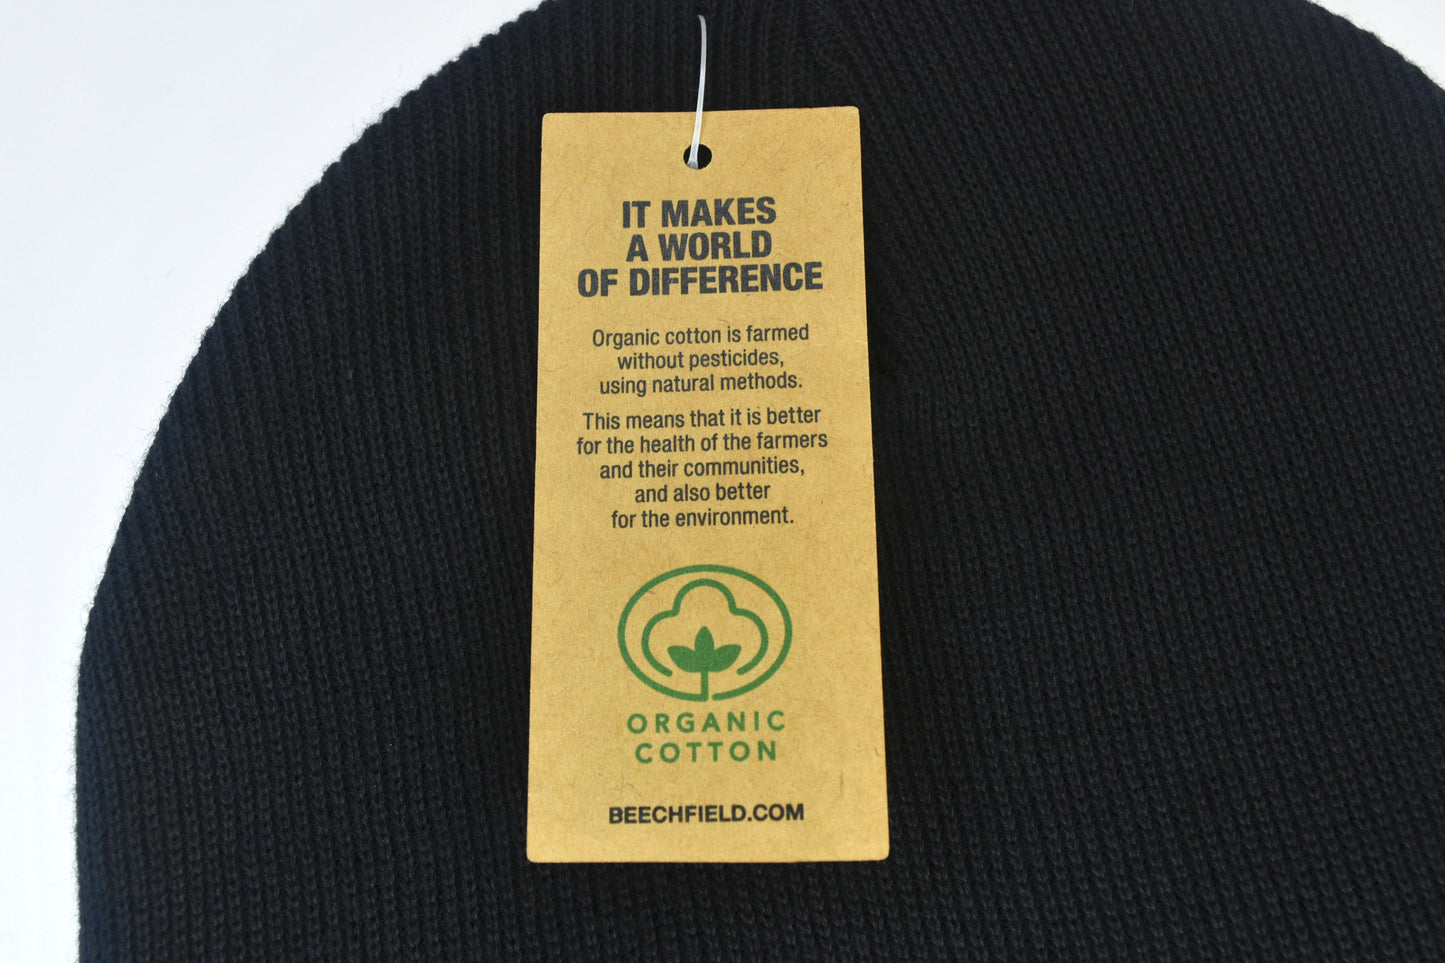 IT MAKES
A WORLD
OF DIFFERENCE
Organic cotton is farmed
without pesticides,
using natural methods.
This means that it is better
for the health of the farmers
and their communities,
and also better
for the environment.
ORGANIC
COTTON
BEECHFIELD.COM